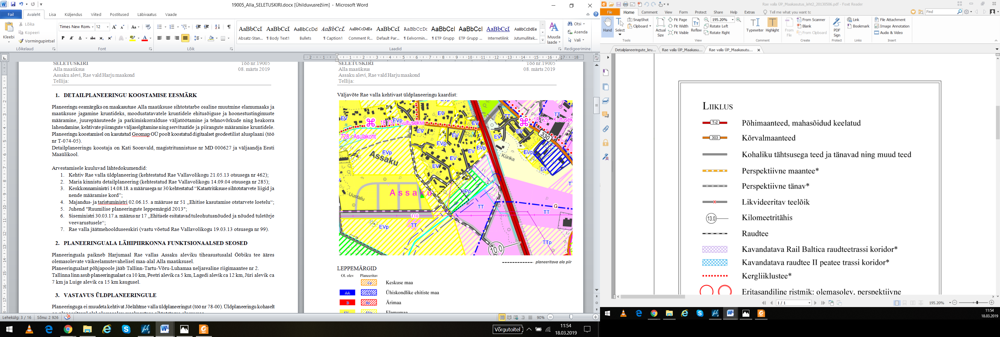 19005_Alla_SELETUSKIRI.docx [Ühilduvusrežiim] - Microsoft Word
Fail Avaleht Lisa Küljendus Viited Postitused Läbivaatus Vaade
Kleebi
Lõika
Kopeeri
Vormingupintsel
Lõikelaud
Times New Roma 12
Font
Lõik
AaBbCcI AaBbCcI AaBbCcDd AaBbCcL AaBbCcDdEe AaBbCcI AaBbCcDc AaBbCcI AaBbCcI AaBbCcI AaBbCcDdEe
Absatz-Stan... ¶ Body Text1 Bullets ¶ Caption1 Comment R... Default Par... ¶ Eelvormin... ¶ ETP Grupp ETP Grupp ... Internetilink Jutumullitek...
Laadid
Muuda laade
Otsi
Asenda
Vali
Redigeerimine
SELETUSKIRI Töö nr.19005
Alla maaüksus 08. märts 2019
Assaku alevi, Rae vald Harju maakond
Tellija:
1. DETAILPLANEERINGU KOOSTAMISE EESMÄRK
Planeeringu eesmärgiks on maakasutuse Alla maaüksuse sihtotstarbe osaline muutmine elamumaaks ja
maaüksuse jagamine kruntideks, moodustatavatele kruntidele ehitusõiguse ja hoonestustingimuste
määramine, juurepääsuteede ja parkimiskorralduse väljatöötamine ja tehnovõrkude ning heakorra
lahendamine, kehtivate piirangute väljaselgitamine ning servituutide ja piirangute määramine kruntidele.
Planeeringu koostamisel on kasutatud Geomap OÜ poolt koostatud digitaalset geodeetilist alusplaani (töö
nr T-074-05).
Detailplaneeringu koostaja on Kati Soonvald, magistritunnistuse nr MD 000627 ja väljaandja Eesti
Maaülikool.
Arvestamisele kuuluvad lähtedokumendid:
1. Kehtiv Rae valla üldplaneering (kehtestatud Rae Vallavolikogu 21.05.13 otsusega nr 462);
2. Maria kinnistu detailplaneering (kehtestatud Rae Vallavolikogu 14.09.04 otsusega nr 285);
3. Keskkonnaministri 14.08.18. a määrusega nr 30 kehtestatud “Katastriüksuse sihtotstarvete liigid ja
nende määramise kord”;
4. Majandus- ja taristuministri 02.06.15. a määruse nr 51 „Ehitise kasutamise otstarvete loetelu“;
5. Juhend "Ruumilise planeeringute leppemärgid 2013";
6. Siseministri 30.03.17.a. määrus nr 17 „Ehitisele esitatavad tuleohutusnõuded ja nõuded tuletõrje
veevarustusele“;
7. Rae valla jäätmehoolduseeskiri (vastu võetud Rae Vallavolikogu 19.03.13 otsusega nr 99).
2. PLANEERINGUALA LÄHIPIIRKONNA FUNKTSIONAALSED SEOSED
Planeeringuala paikneb Harjumaal Rae vallas Assaku aleviku tiheasustusalal Ööbiku tee ääres
olemasolevate väikeelamutevahelisel maa-alal Alla maaüksusel.
Planeeringualast põhjapoole jääb Tallinn-Tartu-Võru-Luhamaa neljarealine riigimaantee nr 2.
Tallinna linn asub planeeringualast ca 10 km, Peetri alevik ca 5 km, Lagedi alevik ca 12 km, Jüri alevik ca
7 km ja Luige alevik ca 15 km kaugusel.
3. VASTAVUS ÜLDPLANEERINGULE
Planeeringuga ei muudeta kehtivat Jõelähtme valla üldplaneeringut (töö nr 78-00). Üldplaneeringu kohaselt
SELETUSKIRI Töö nr.19005
Alla maaüksus 08. märts 2019
Assaku alevi, Rae vald Harju maakond
Tellija:
Väljavõte Rae valla kehtivast üldplaneeringu kaardist:
EV EVp EV TT TT
18 729 - Kultusek
728 - Asulakoht
EV EV EVp EV EV EVp
330
Assaku
Künka
Uustalu
Assaku
HPp
TT
G
110
EVp TT TT
TTp
10.0
planeeritava ala piir
LEPPEMÄRGID
Ol. olev Planeeritav
Cp Keskuse maa
AA Ühiskondlike ehitiste maa
B Bp Ärimaa
EV EVp Elamumaa
Lehekülg: 3 / 16 Sõnu: 2 926 90%
Võrgutoitel 11:54
18.03.2019
Rae valla ÜP_Maakasutus_leht2_20130506.pdf - Foxit Reader
File Home Comment View Form Protect Share Help Extras Tell me what you want to Find
Hand
Select
SnapShot
Clipboard
Tools
Actual Size
Fit Page
Fit Width
Fit Visible
Reflow
195.20%
Rotate Left
Rotate Right
View
Typewriter
Highlight
Comment
From File
From Scanner
Blank
From Clipboard
Create
PDF Sign
Protect
Link
Bookmark
Links
File Attachment
Image Annotation
Audio & Video
Insert
Detailplaneeringute_kru... Rae valla ÜP_Maakasu... Rae valla ÜP_Maakasutu...
LIIKLUS
T-2 Põhimaanteed, mahasõidud keelatud
303 Kõrvalmaanteed
Kohaliku tähtsusega teed ja tänavad ning muud teed
Perspektiivne maantee*
Perspektiivne tänav*
Likvideeritav teelõik
13.0 Kilomeetritähis
Raudtee
Kavandatava Rail Baltica raudteetrassi koridor*
Kavandatava raudtee II peatee trassi koridor*
Kergliiklustee*
Eritasandiline ristmik: olemasolev, perspektiivne
1 / 1 195.20%
11:54
18.03.2019